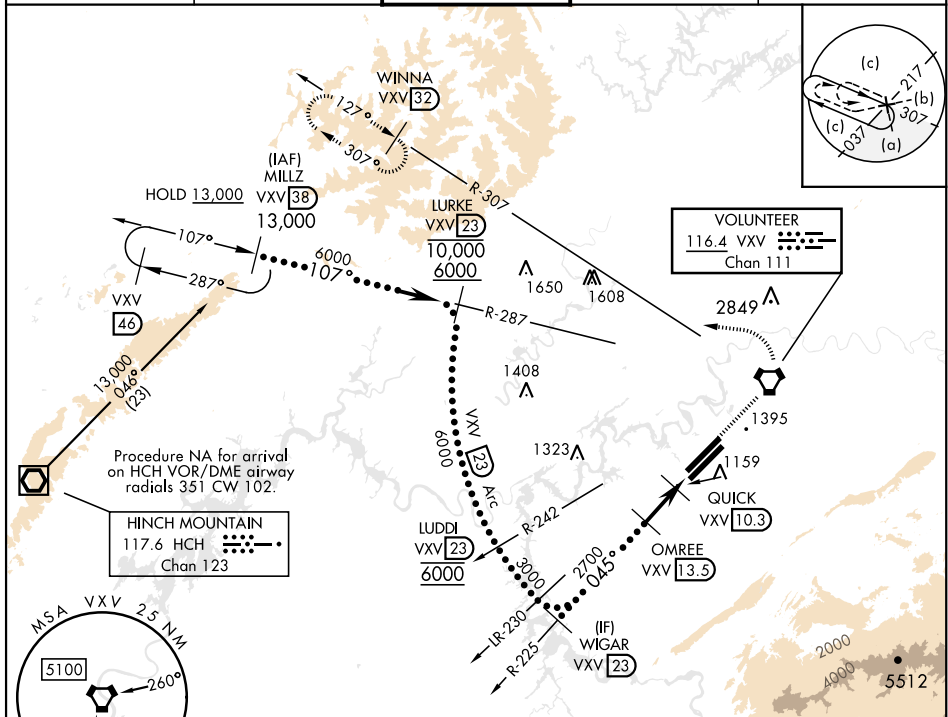 WINNA
VXV 32
127°
307°
R-307
(c)
217
(b)
307
(c)
(a)
037
(IAF)
MILLZ
VXV 38
13,000
HOLD 13,000
107°
6000
107°
287°
VXV
46
LURKE
VXV 23
10,000
6000
R-287
1650
1608
VOLUNTEER
116.4 VXV
Chan 111
2849
13,000
046°
(23)
1408
VXV
23
Arc
6000
1395
1323
1159
Procedure NA for arrival
on HCH VOR/DME airway
radials 351 CW 102.
QUICK
VXV 10.3
HINCH MOUNTAIN
117.6 HCH
Chan 123
LUDDI
VXV 23
6000
R-242
OMREE
VXV 13.5
3000
2700
045°
LR-230
R-225
(IF)
WIGAR
VXV 23
MSA VXV 25 NM
5100
260°
2000
4000
5512